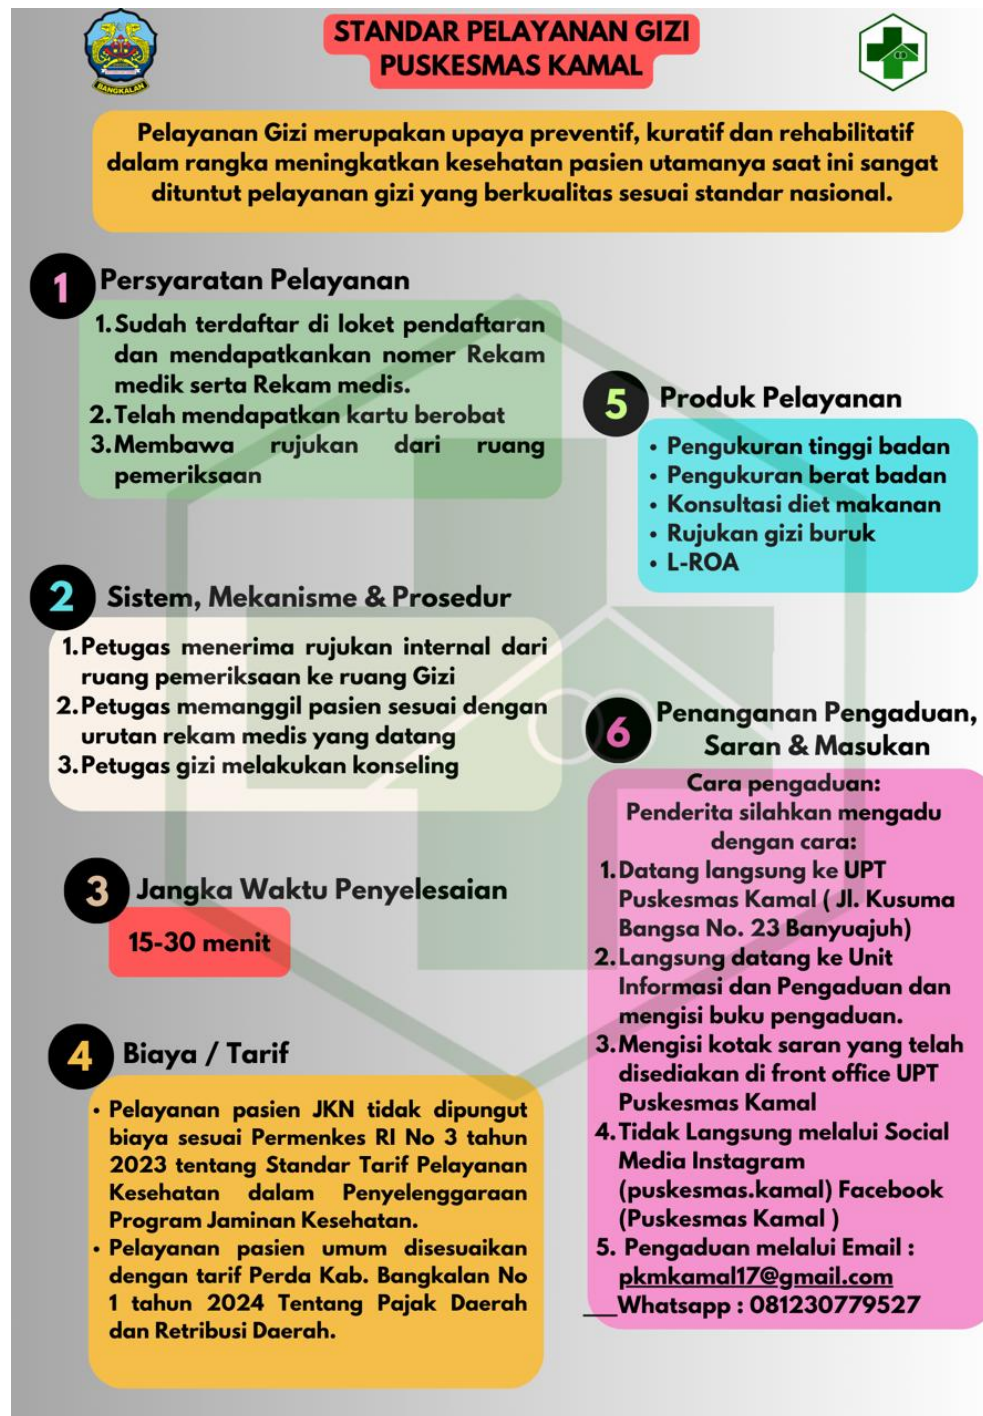 BANGKALAN
STANDAR PELAYANAN GIZI
PUSKESMAS KAMAL
Pelayanan Gizi merupakan upaya preventif, kuratif dan rehabilitatif
dalam rangka meningkatkan kesehatan pasien utamanya saat ini sangat
dituntut pelayanan gizi yang berkualitas sesuai standar nasional.
1 Persyaratan Pelayanan
1. Sudah terdaftar di loket pendaftaran
dan mendapatkankan nomer Rekam
medik serta Rekam medis.
2. Telah mendapatkan kartu berobat
3. Membawa rujukan dari ruang
pemeriksaan
2 Sistem, Mekanisme & Prosedur
1. Petugas menerima rujukan internal dari
ruang pemeriksaan ke ruang Gizi
2. Petugas memanggil pasien sesuai dengan
urutan rekam medis yang datang
3. Petugas gizi melakukan konseling
3 Jangka Waktu Penyelesaian
15-30 menit
4 Biaya / Tarif
• Pelayanan pasien JKN tidak dipungut
biaya sesuai Permenkes RI No 3 tahun
2023 tentang Standar Tarif Pelayanan
Kesehatan dalam Penyelenggaraan
Program Jaminan Kesehatan.
• Pelayanan pasien umum disesuaikan
dengan tarif Perda Kab. Bangkalan No
1 tahun 2024 Tentang Pajak Daerah
dan Retribusi Daerah.
5 Produk Pelayanan
• Pengukuran tinggi badan
• Pengukuran berat badan
• Konsultasi diet makanan
• Rujukan gizi buruk
• L-ROA
6 Penanganan Pengaduan,
Saran & Masukan
Cara pengaduan:
Penderita silahkan mengadu
dengan cara:
1. Datang langsung ke UPT
Puskesmas Kamal ( Jl. Kusuma
Bangsa No. 23 Banyuajuh)
2. Langsung datang ke Unit
Informasi dan Pengaduan dan
mengisi buku pengaduan.
3. Mengisi kotak saran yang telah
disediakan di front office UPT
Puskesmas Kamal
4. Tidak Langsung melalui Social
Media Instagram
(puskesmas.kamal) Facebook
(Puskesmas Kamal )
5. Pengaduan melalui Email :
pkmkamal17@gmail.com
Whatsapp : 081230779527